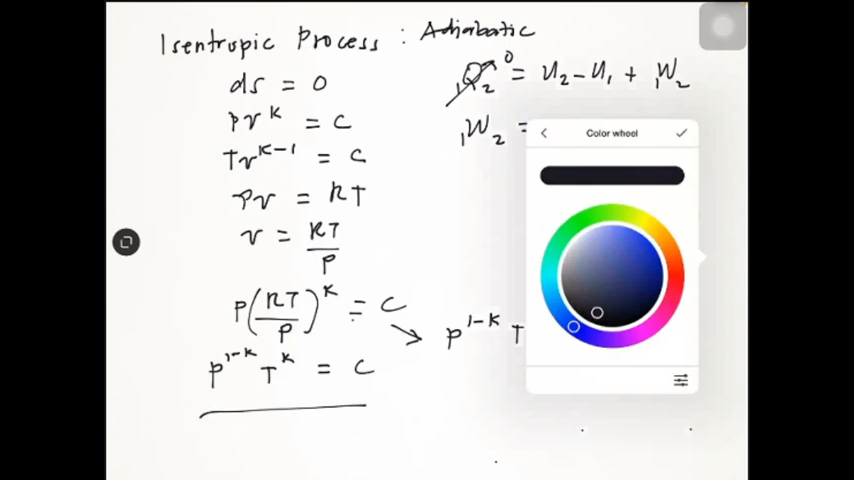 Isentropic Process : Adiabatic
ds = 0
pv^k = c
Tv^k-1 = c
pv = RT
v = RT/P
P(RT/P)^k = c
p^1-k T^k = c
₁Q₂ 0 = u₂ - u₁ + ₁W₂
₁W₂ =
Color wheel
p^1-k T